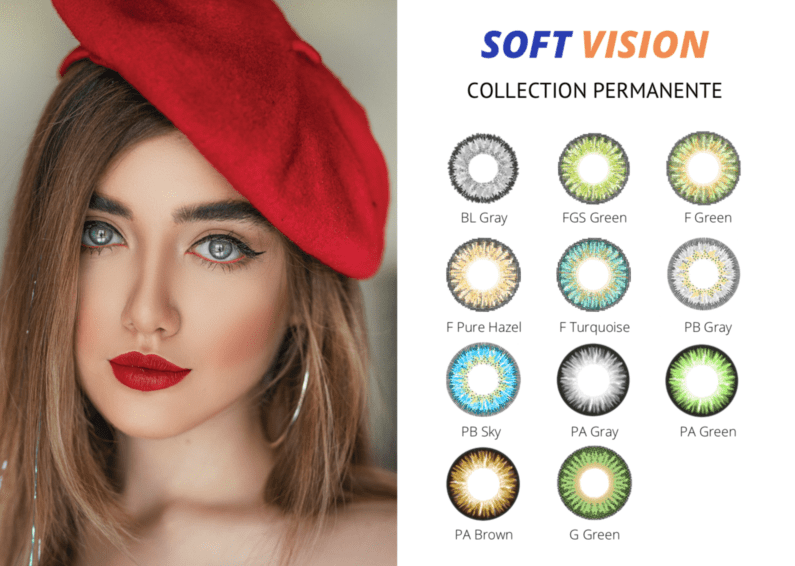 SOFT VISION
COLLECTION PERMANENTE
BL Gray FGS Green F Green
F Pure Hazel F Turquoise PB Gray
PB Sky PA Gray PA Green
PA Brown G Green